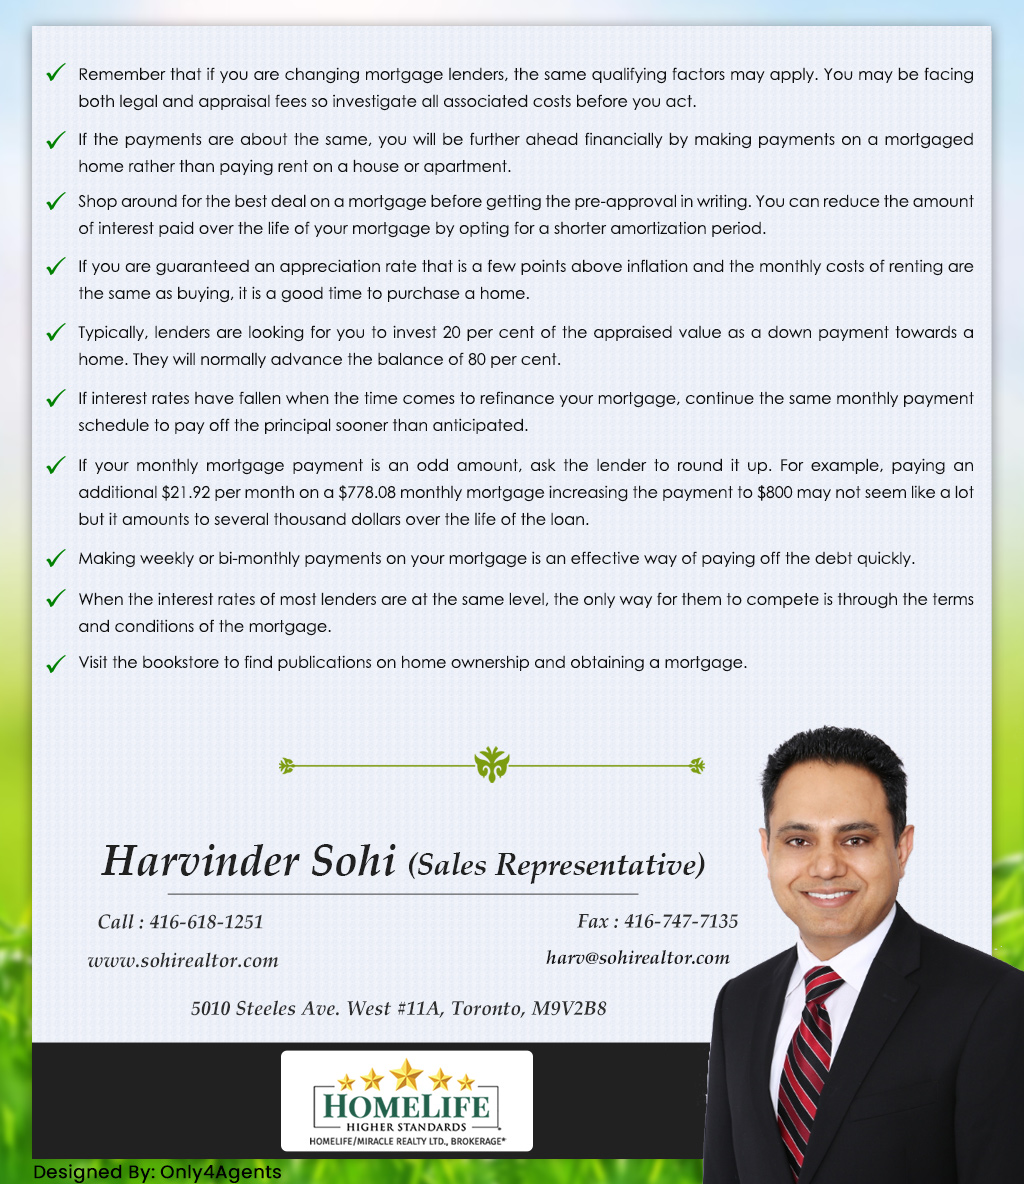 Remember that if you are changing mortgage lenders, the same qualifying factors may apply. You may be facing
both legal and appraisal fees so investigate all associated costs before you act.
If the payments are about the same, you will be further ahead financially by making payments on a mortgaged
home rather than paying rent on a house or apartment.
Shop around for the best deal on a mortgage before getting the pre-approval in writing. You can reduce the amount
of interest paid over the life of your mortgage by opting for a shorter amortization period.
If you are guaranteed an appreciation rate that is a few points above inflation and the monthly costs of renting are
the same as buying, it is a good time to purchase a home.
Typically, lenders are looking for you to invest 20 per cent of the appraised value as a down payment towards a
home. They will normally advance the balance of 80 per cent.
If interest rates have fallen when the time comes to refinance your mortgage, continue the same monthly payment
schedule to pay off the principal sooner than anticipated.
If your monthly mortgage payment is an odd amount, ask the lender to round it up. For example, paying an
additional $21.92 per month on a $778.08 monthly mortgage increasing the payment to $800 may not seem like a lot
but it amounts to several thousand dollars over the life of the loan.
Making weekly or bi-monthly payments on your mortgage is an effective way of paying off the debt quickly.
When the interest rates of most lenders are at the same level, the only way for them to compete is through the terms
and conditions of the mortgage.
Visit the bookstore to find publications on home ownership and obtaining a mortgage.
Harvinder Sohi (Sales Representative)
Call : 416-618-1251
Fax : 416-747-7135
www.sohirealtor.com
harv@sohirealtor.com
5010 Steeles Ave. West #11A, Toronto, M9V2B8
HOMELIFE
HIGHER STANDARDS
HOMELIFE/MIRACLE REALTY LTD., BROKERAGE*
Designed By: Only4Agents